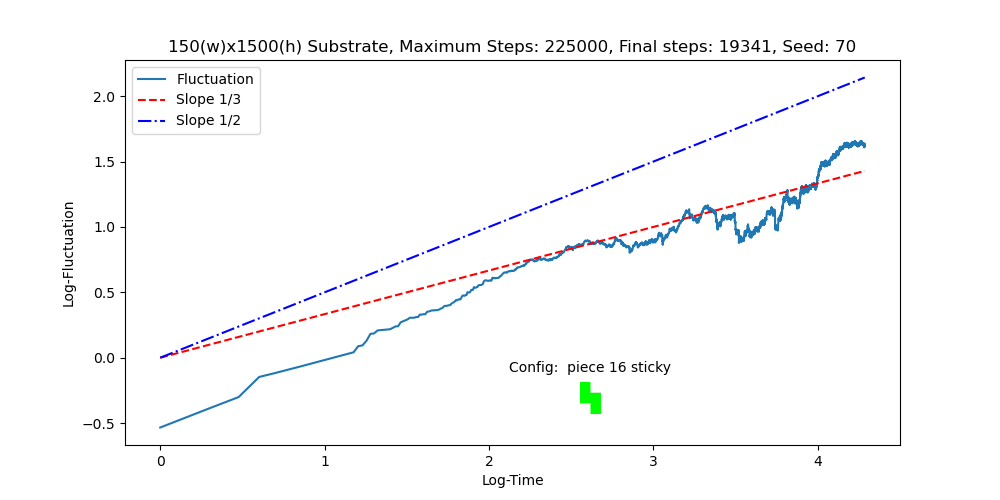 150(w)x1500(h) Substrate, Maximum Steps: 225000, Final steps: 19341, Seed: 70
Fluctuation
Slope 1/3
Slope 1/2
2.0
1.5
1.0
0.5
0.0
−0.5
Log-Fluctuation
Config:  piece 16 sticky
0
1
2
3
4
Log-Time